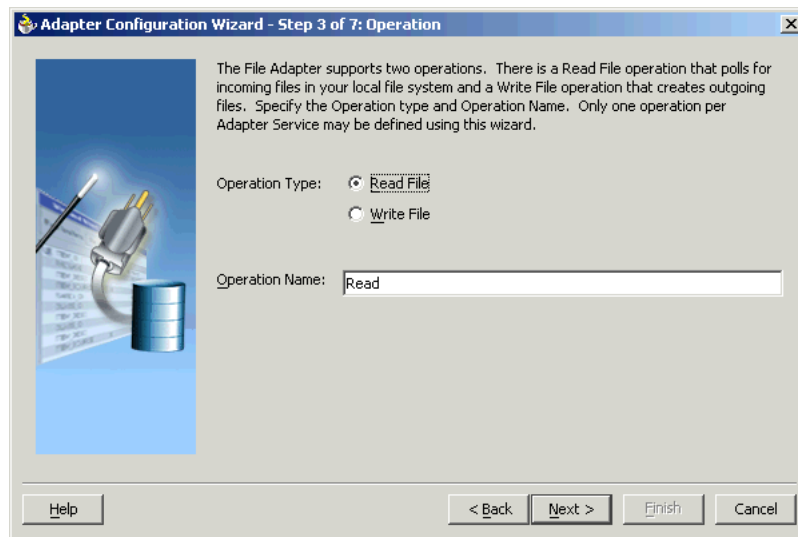 Adapter Configuration Wizard - Step 3 of 7: Operation
The File Adapter supports two operations. There is a Read File operation that polls for
incoming files in your local file system and a Write File operation that creates outgoing
files. Specify the Operation type and Operation Name. Only one operation per
Adapter Service may be defined using this wizard.
Operation Type: Read File
Write File
Operation Name: Read
Help < Back Next > Finish Cancel